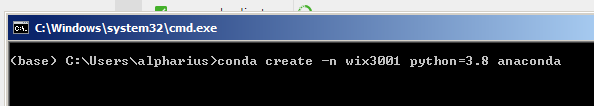 C:\Windows\system32\cmd.exe
(base) C:\Users\alpharius>conda create -n wix3001 python=3.8 anaconda